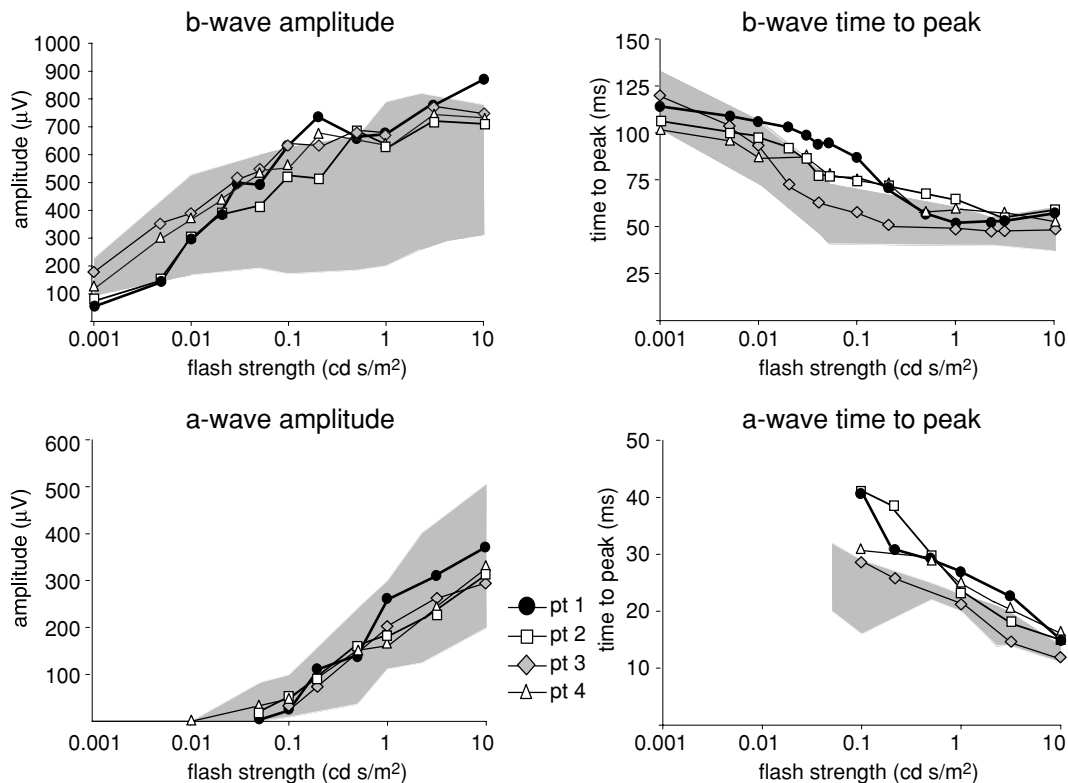 b-wave amplitude
1000
900
800
700
600
500
400
300
200
100
amplitude (μV)
0.001 0.01 0.1 1 10
flash strength (cd s/m²)
b-wave time to peak
150
125
100
75
50
25
time to peak (ms)
0.001 0.01 0.1 1 10
flash strength (cd s/m²)
a-wave amplitude
600
500
400
300
200
100
amplitude (μV)
0.001 0.01 0.1 1 10
flash strength (cd s/m²)
pt 1
pt 2
pt 3
pt 4
a-wave time to peak
50
40
30
20
10
time to peak (ms)
0.001 0.01 0.1 1 10
flash strength (cd s/m²)